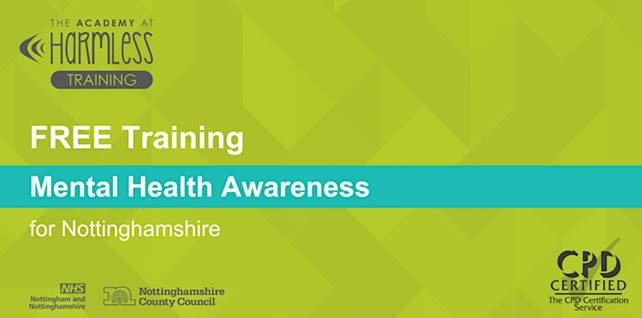 THE ACADEMY AT
HARMLESS
TRAINING
FREE Training
Mental Health Awareness
for Nottinghamshire
NHS
Nottingham and
Nottinghamshire
Nottinghamshire
County Council
CPD
CERTIFIED
The CPD Certification
Service